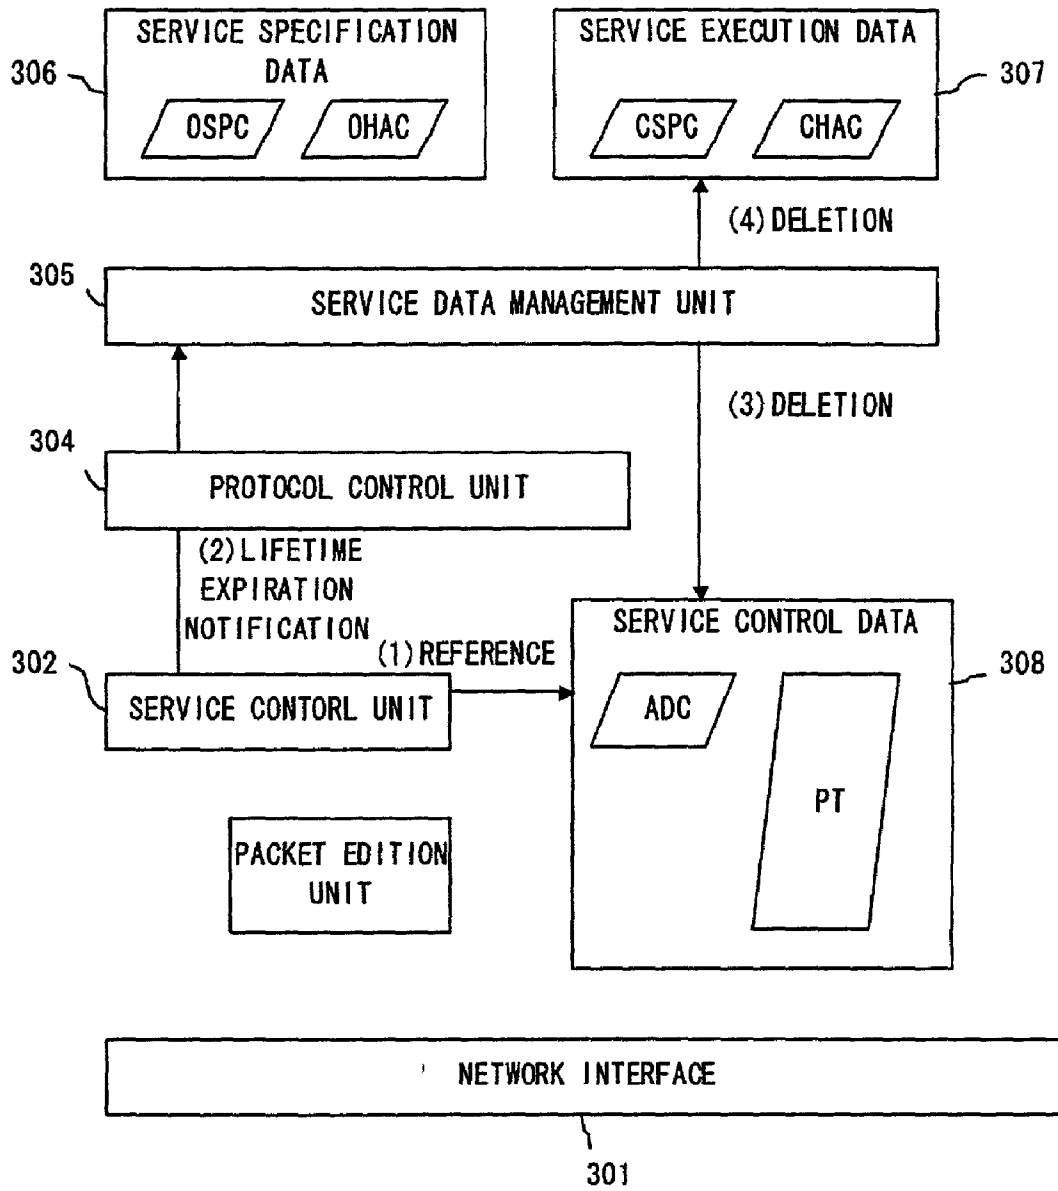 SERVICE SPECIFICATION
DATA
306
OSPC
OHAC
SERVICE EXECUTION DATA
307
CSPC
CHAC
(4) DELETION
305
SERVICE DATA MANAGEMENT UNIT
(3) DELETION
304
PROTOCOL CONTROL UNIT
(2) LIFETIME
EXPIRATION
NOTIFICATION
(1) REFERENCE
302
SERVICE CONTORL UNIT
SERVICE CONTROL DATA
308
ADC
PT
PACKET EDITION
UNIT
NETWORK INTERFACE
301